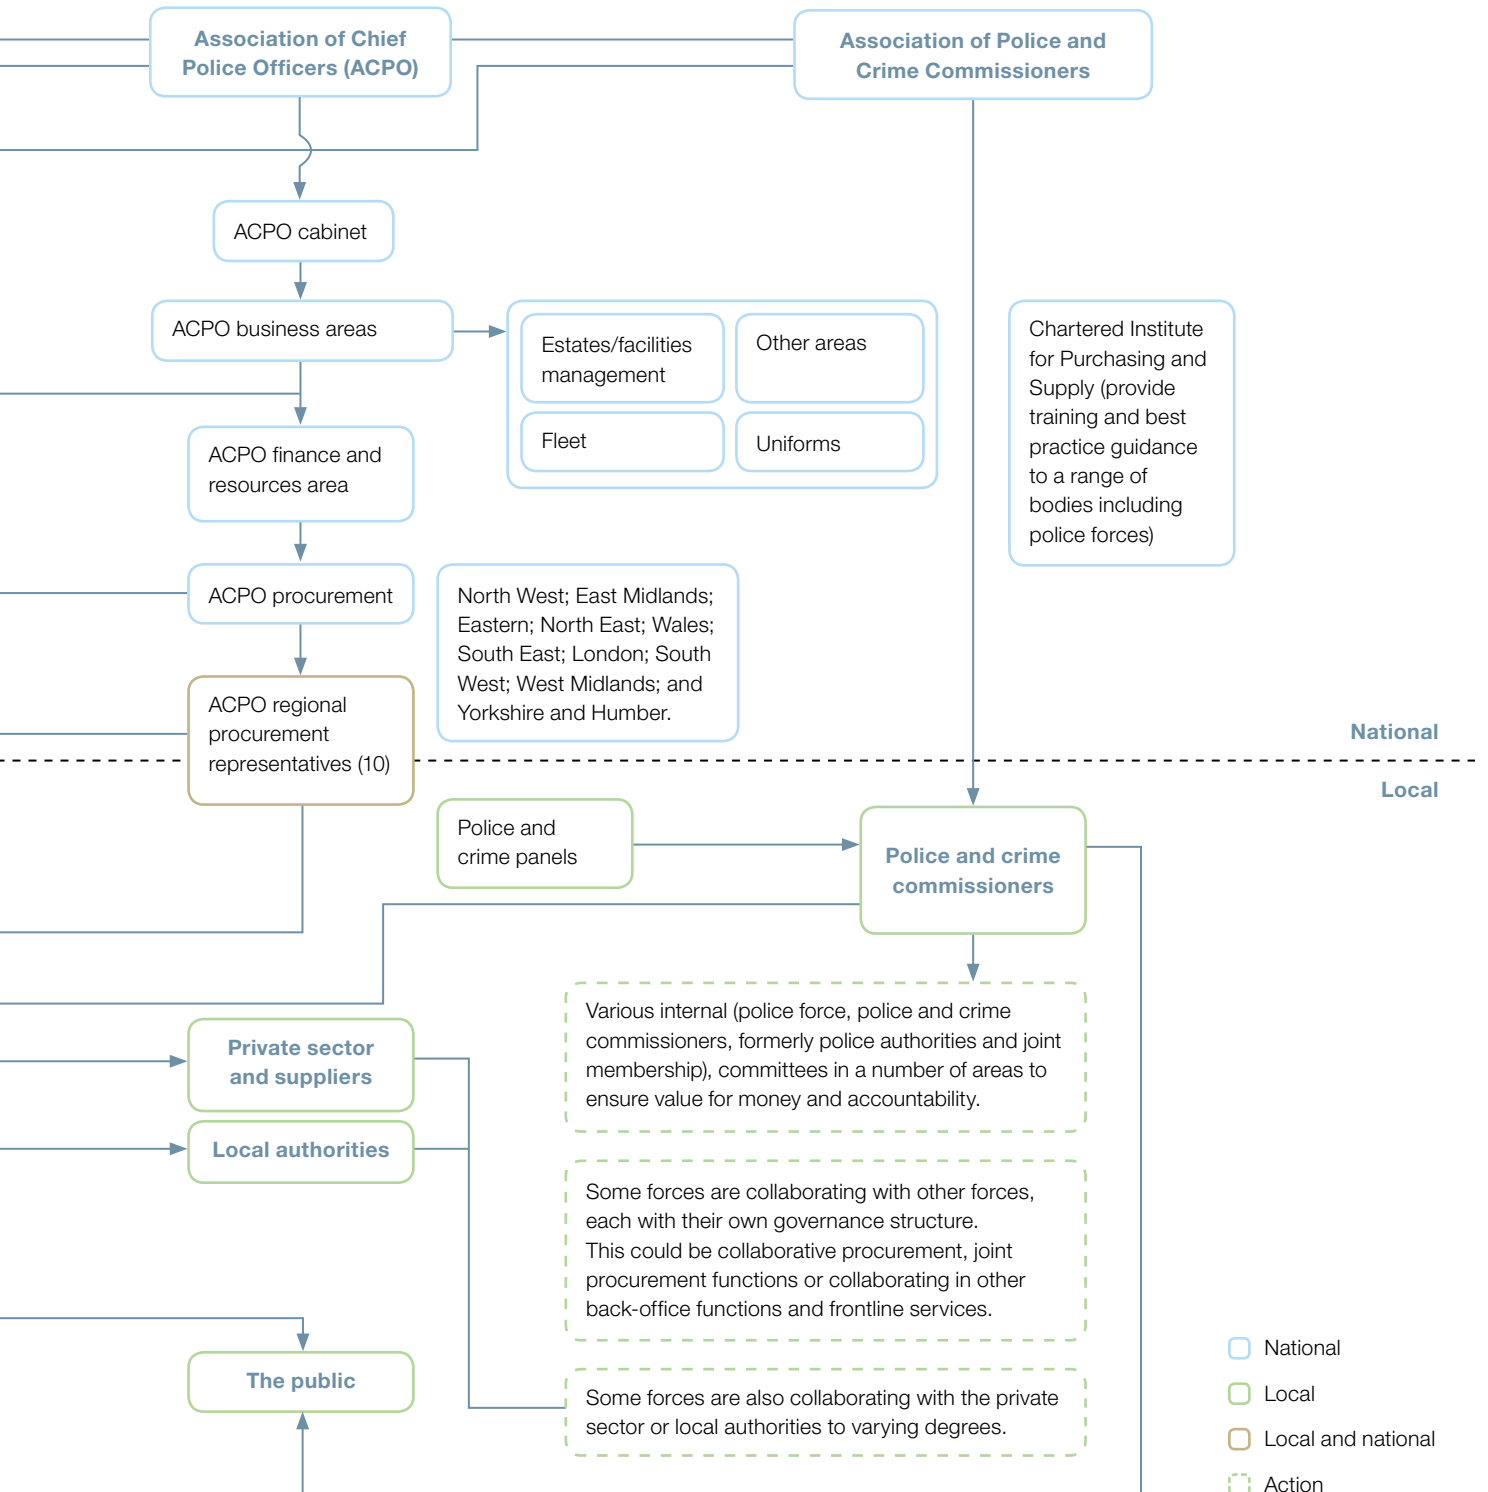 Association of Chief
Police Officers (ACPO)
Association of Police and
Crime Commissioners
ACPO cabinet
ACPO business areas
Estates/facilities
management
Other areas
Fleet
Uniforms
Chartered Institute
for Purchasing and
Supply (provide
training and best
practice guidance
to a range of
bodies including
police forces)
ACPO finance and
resources area
ACPO procurement
North West; East Midlands;
Eastern; North East; Wales;
South East; London; South
West; West Midlands; and
Yorkshire and Humber.
ACPO regional
procurement
representatives (10)
National
Local
Police and
crime panels
Police and crime
commissioners
Various internal (police force, police and crime
commissioners, formerly police authorities and joint
membership), committees in a number of areas to
ensure value for money and accountability.
Private sector
and suppliers
Local authorities
Some forces are collaborating with other forces,
each with their own governance structure.
This could be collaborative procurement, joint
procurement functions or collaborating in other
back-office functions and frontline services.
The public
Some forces are also collaborating with the private
sector or local authorities to varying degrees.
National
Local
Local and national
Action